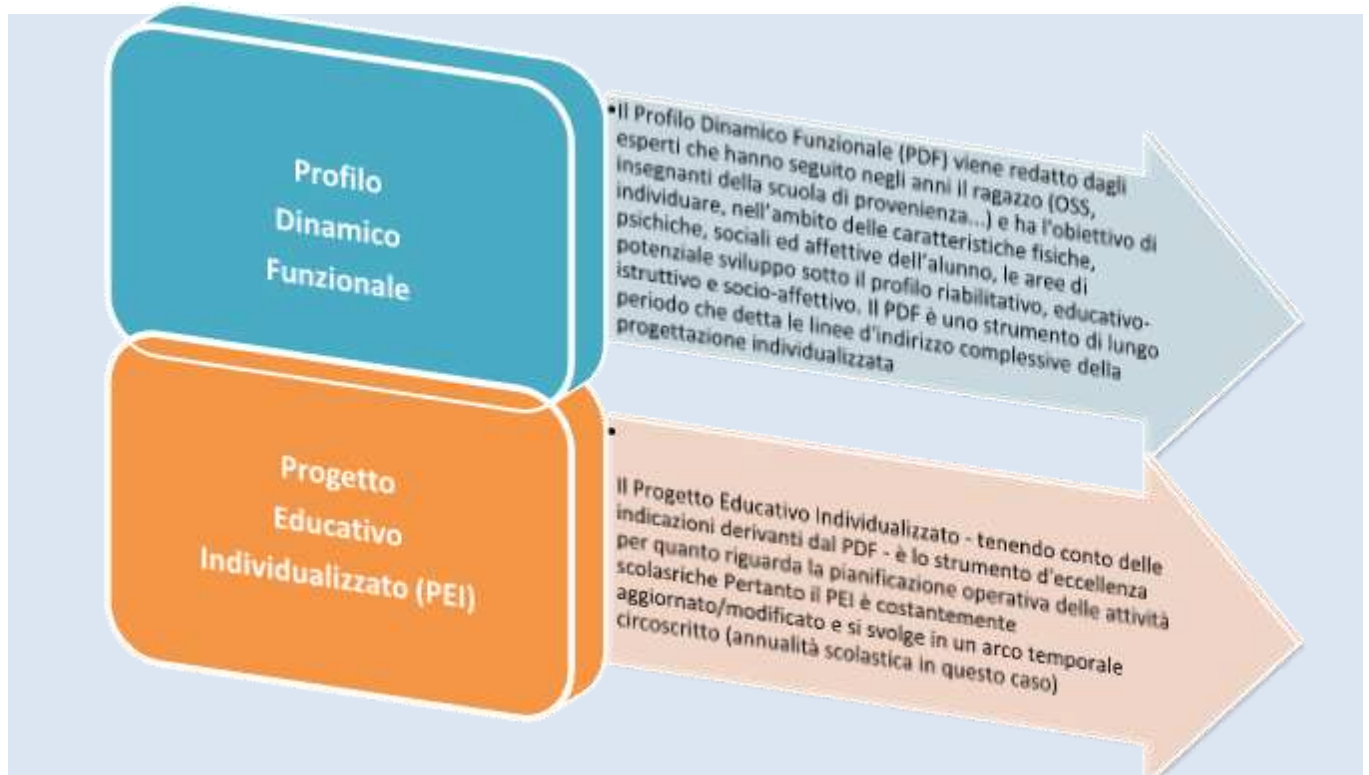 Profilo
Dinamico
Funzionale
•Il Profilo Dinamico Funzionale (PDF) viene redatto dagli
esperti che hanno seguito negli anni il ragazzo (OSS,
insegnanti della scuola di provenienza...) e ha l'obiettivo di
individuare, nell'ambito delle caratteristiche fisiche,
psichiche, sociali ed affettive dell'alunno, le aree di
potenziale sviluppo sotto il profilo riabilitativo, educativo-
istruttivo e socio-affettivo. Il PDF è uno strumento di lungo
periodo che detta le linee d'indirizzo complessive della
progettazione individualizzata
Progetto
Educativo
Individualizzato (PEI)
•
Il Progetto Educativo Individualizzato - tenendo conto delle
indicazioni derivanti dal PDF - è lo strumento d'eccellenza
per quanto riguarda la pianificazione operativa delle attività
scolasriche Pertanto il PEI è costantemente
aggiornato/modificato e si svolge in un arco temporale
circoscritto (annualità scolastica in questo caso)